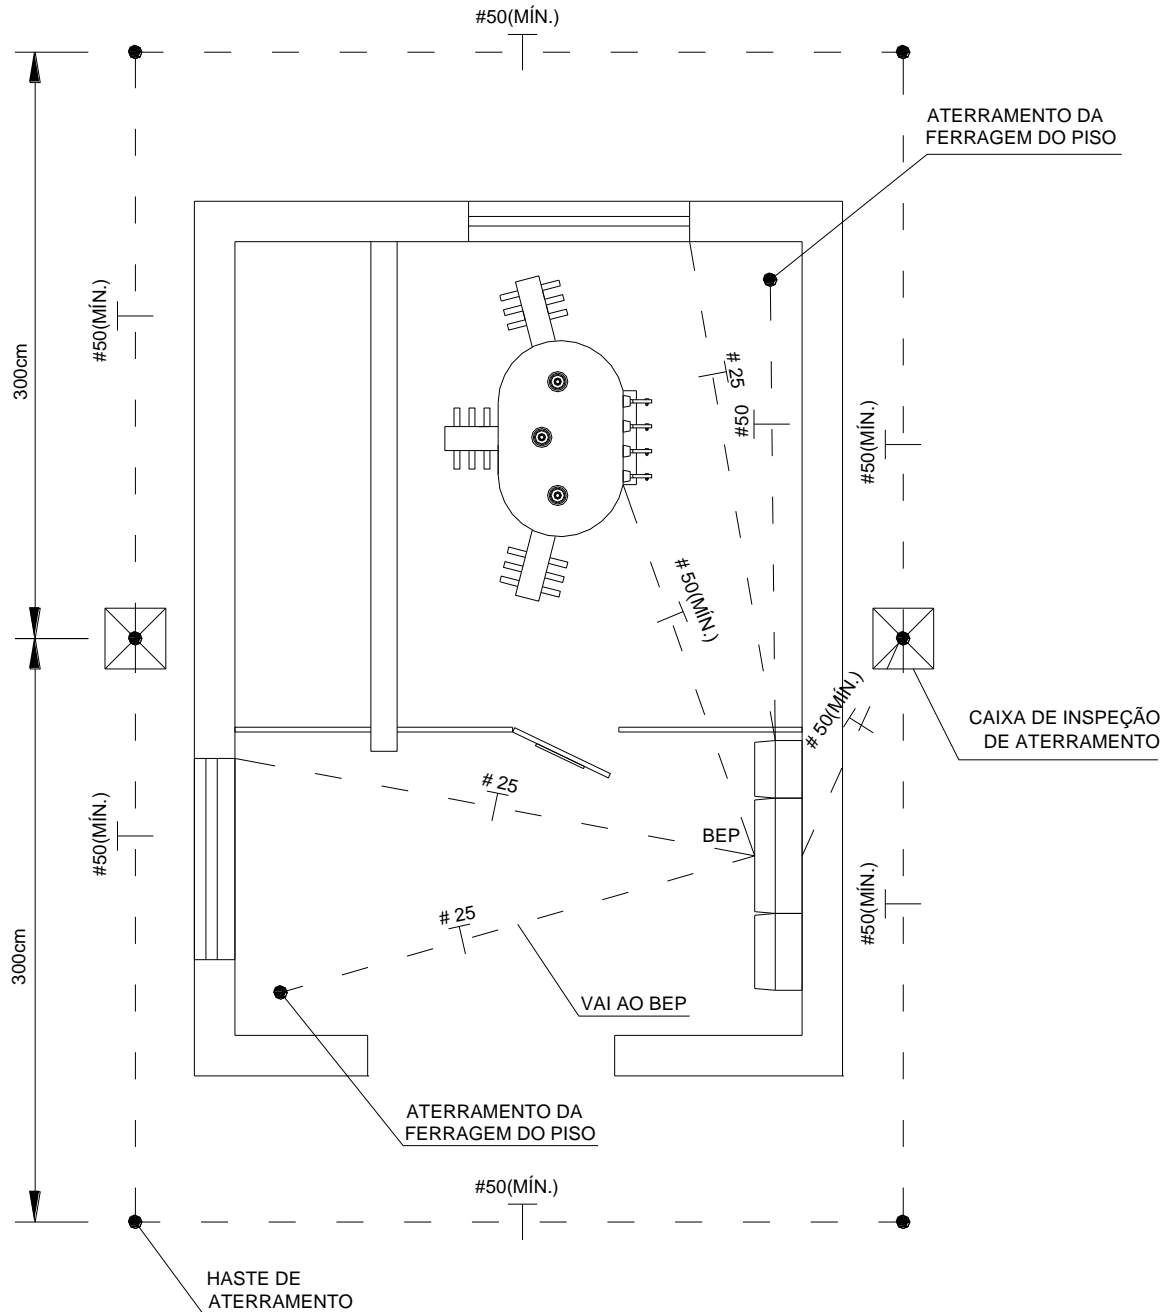 #50(MÍN.)
ATERRAMENTO DA
FERRAGEM DO PISO
#50(MÍN.)
300cm
# 25
#50
#50(MÍN.)
# 50(MÍN.)
# 50(MÍN.)
CAIXA DE INSPEÇÃO
DE ATERRAMENTO
# 25
#50(MÍN.)
BEP
#50(MÍN.)
# 25
300cm
VAI AO BEP
ATERRAMENTO DA
FERRAGEM DO PISO
#50(MÍN.)
HASTE DE
ATERRAMENTO